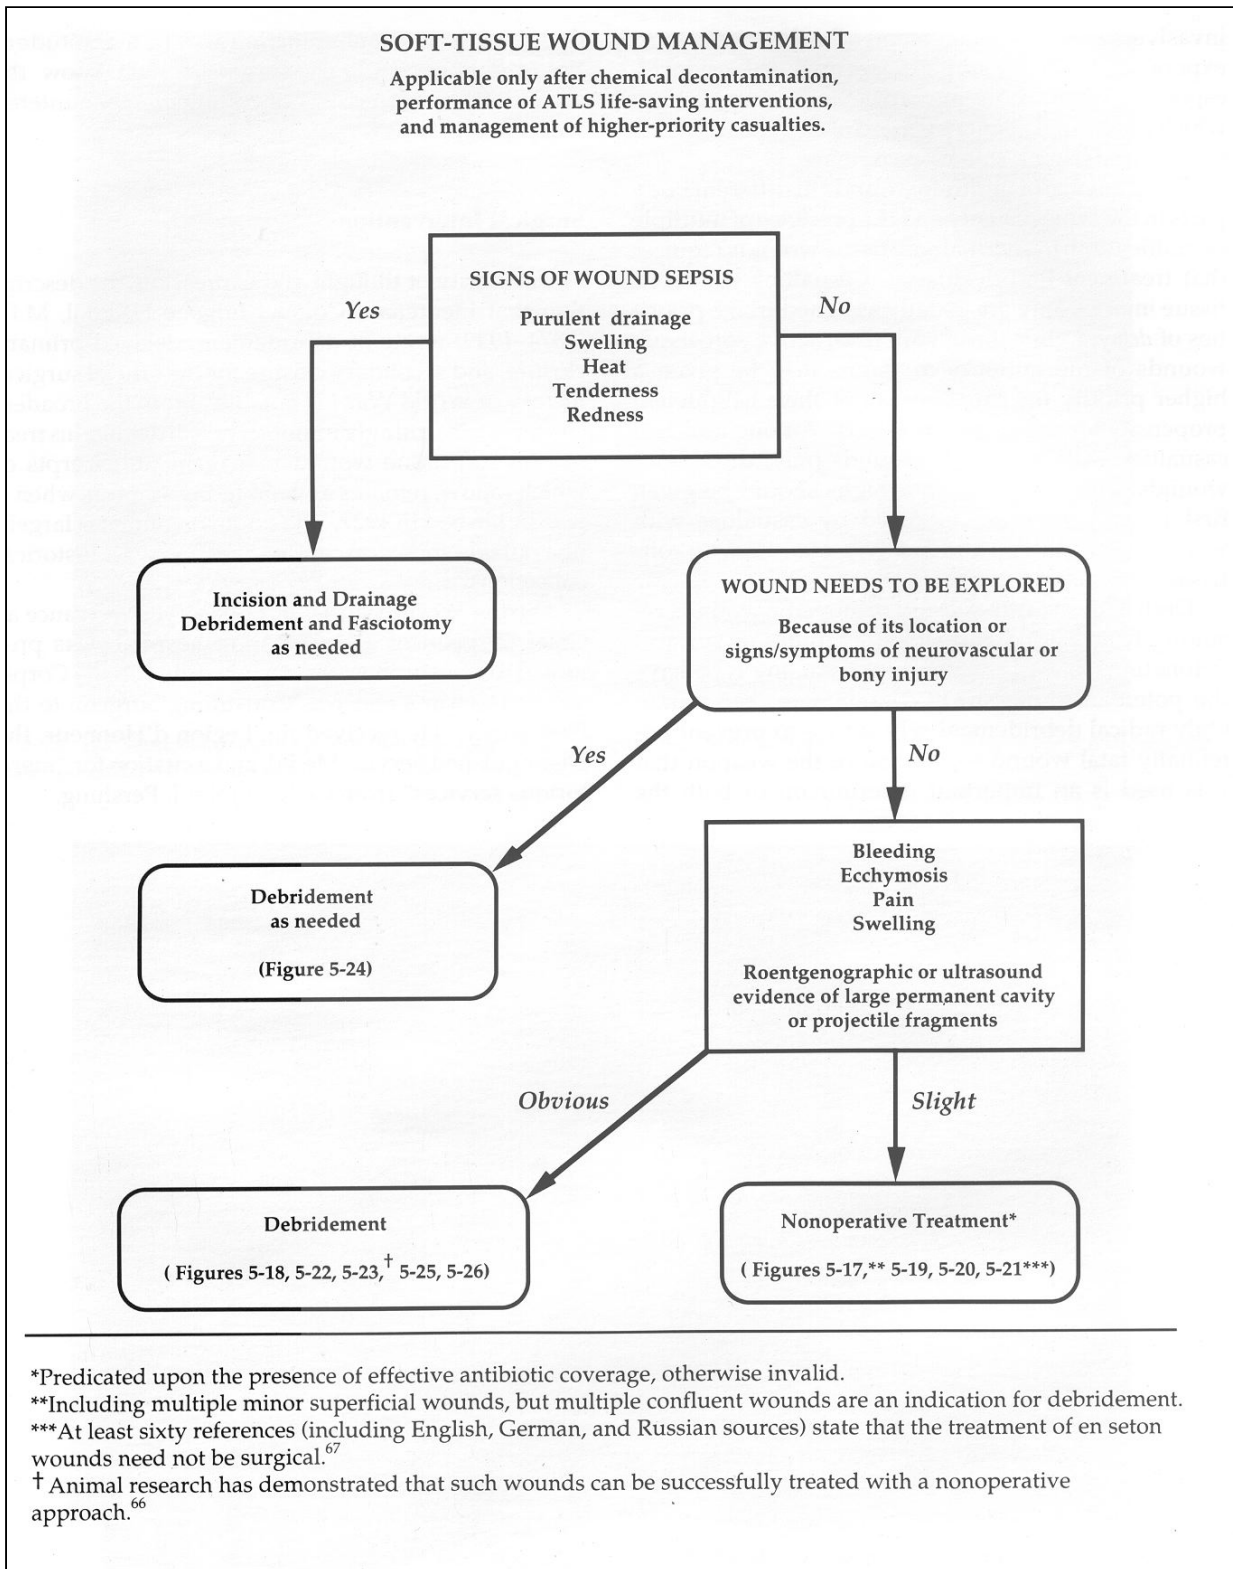 SOFT-TISSUE WOUND MANAGEMENT
Applicable only after chemical decontamination,
performance of ATLS life-saving interventions,
and management of higher-priority casualties.
SIGNS OF WOUND SEPSIS
Purulent drainage
Swelling
Heat
Tenderness
Redness
Yes
No
Incision and Drainage
Debridement and Fasciotomy
as needed
WOUND NEEDS TO BE EXPLORED
Because of its location or
signs/symptoms of neurovascular or
bony injury
Yes
No
Debridement
as needed
(Figure 5-24)
Bleeding
Ecchymosis
Pain
Swelling
Roentgenographic or ultrasound
evidence of large permanent cavity
or projectile fragments
Obvious
Slight
Debridement
( Figures 5-18, 5-22, 5-23,† 5-25, 5-26)
Nonoperative Treatment*
( Figures 5-17,** 5-19, 5-20, 5-21***)
*Predicated upon the presence of effective antibiotic coverage, otherwise invalid.
**Including multiple minor superficial wounds, but multiple confluent wounds are an indication for debridement.
***At least sixty references (including English, German, and Russian sources) state that the treatment of en seton
wounds need not be surgical.67
† Animal research has demonstrated that such wounds can be successfully treated with a nonoperative
approach.66